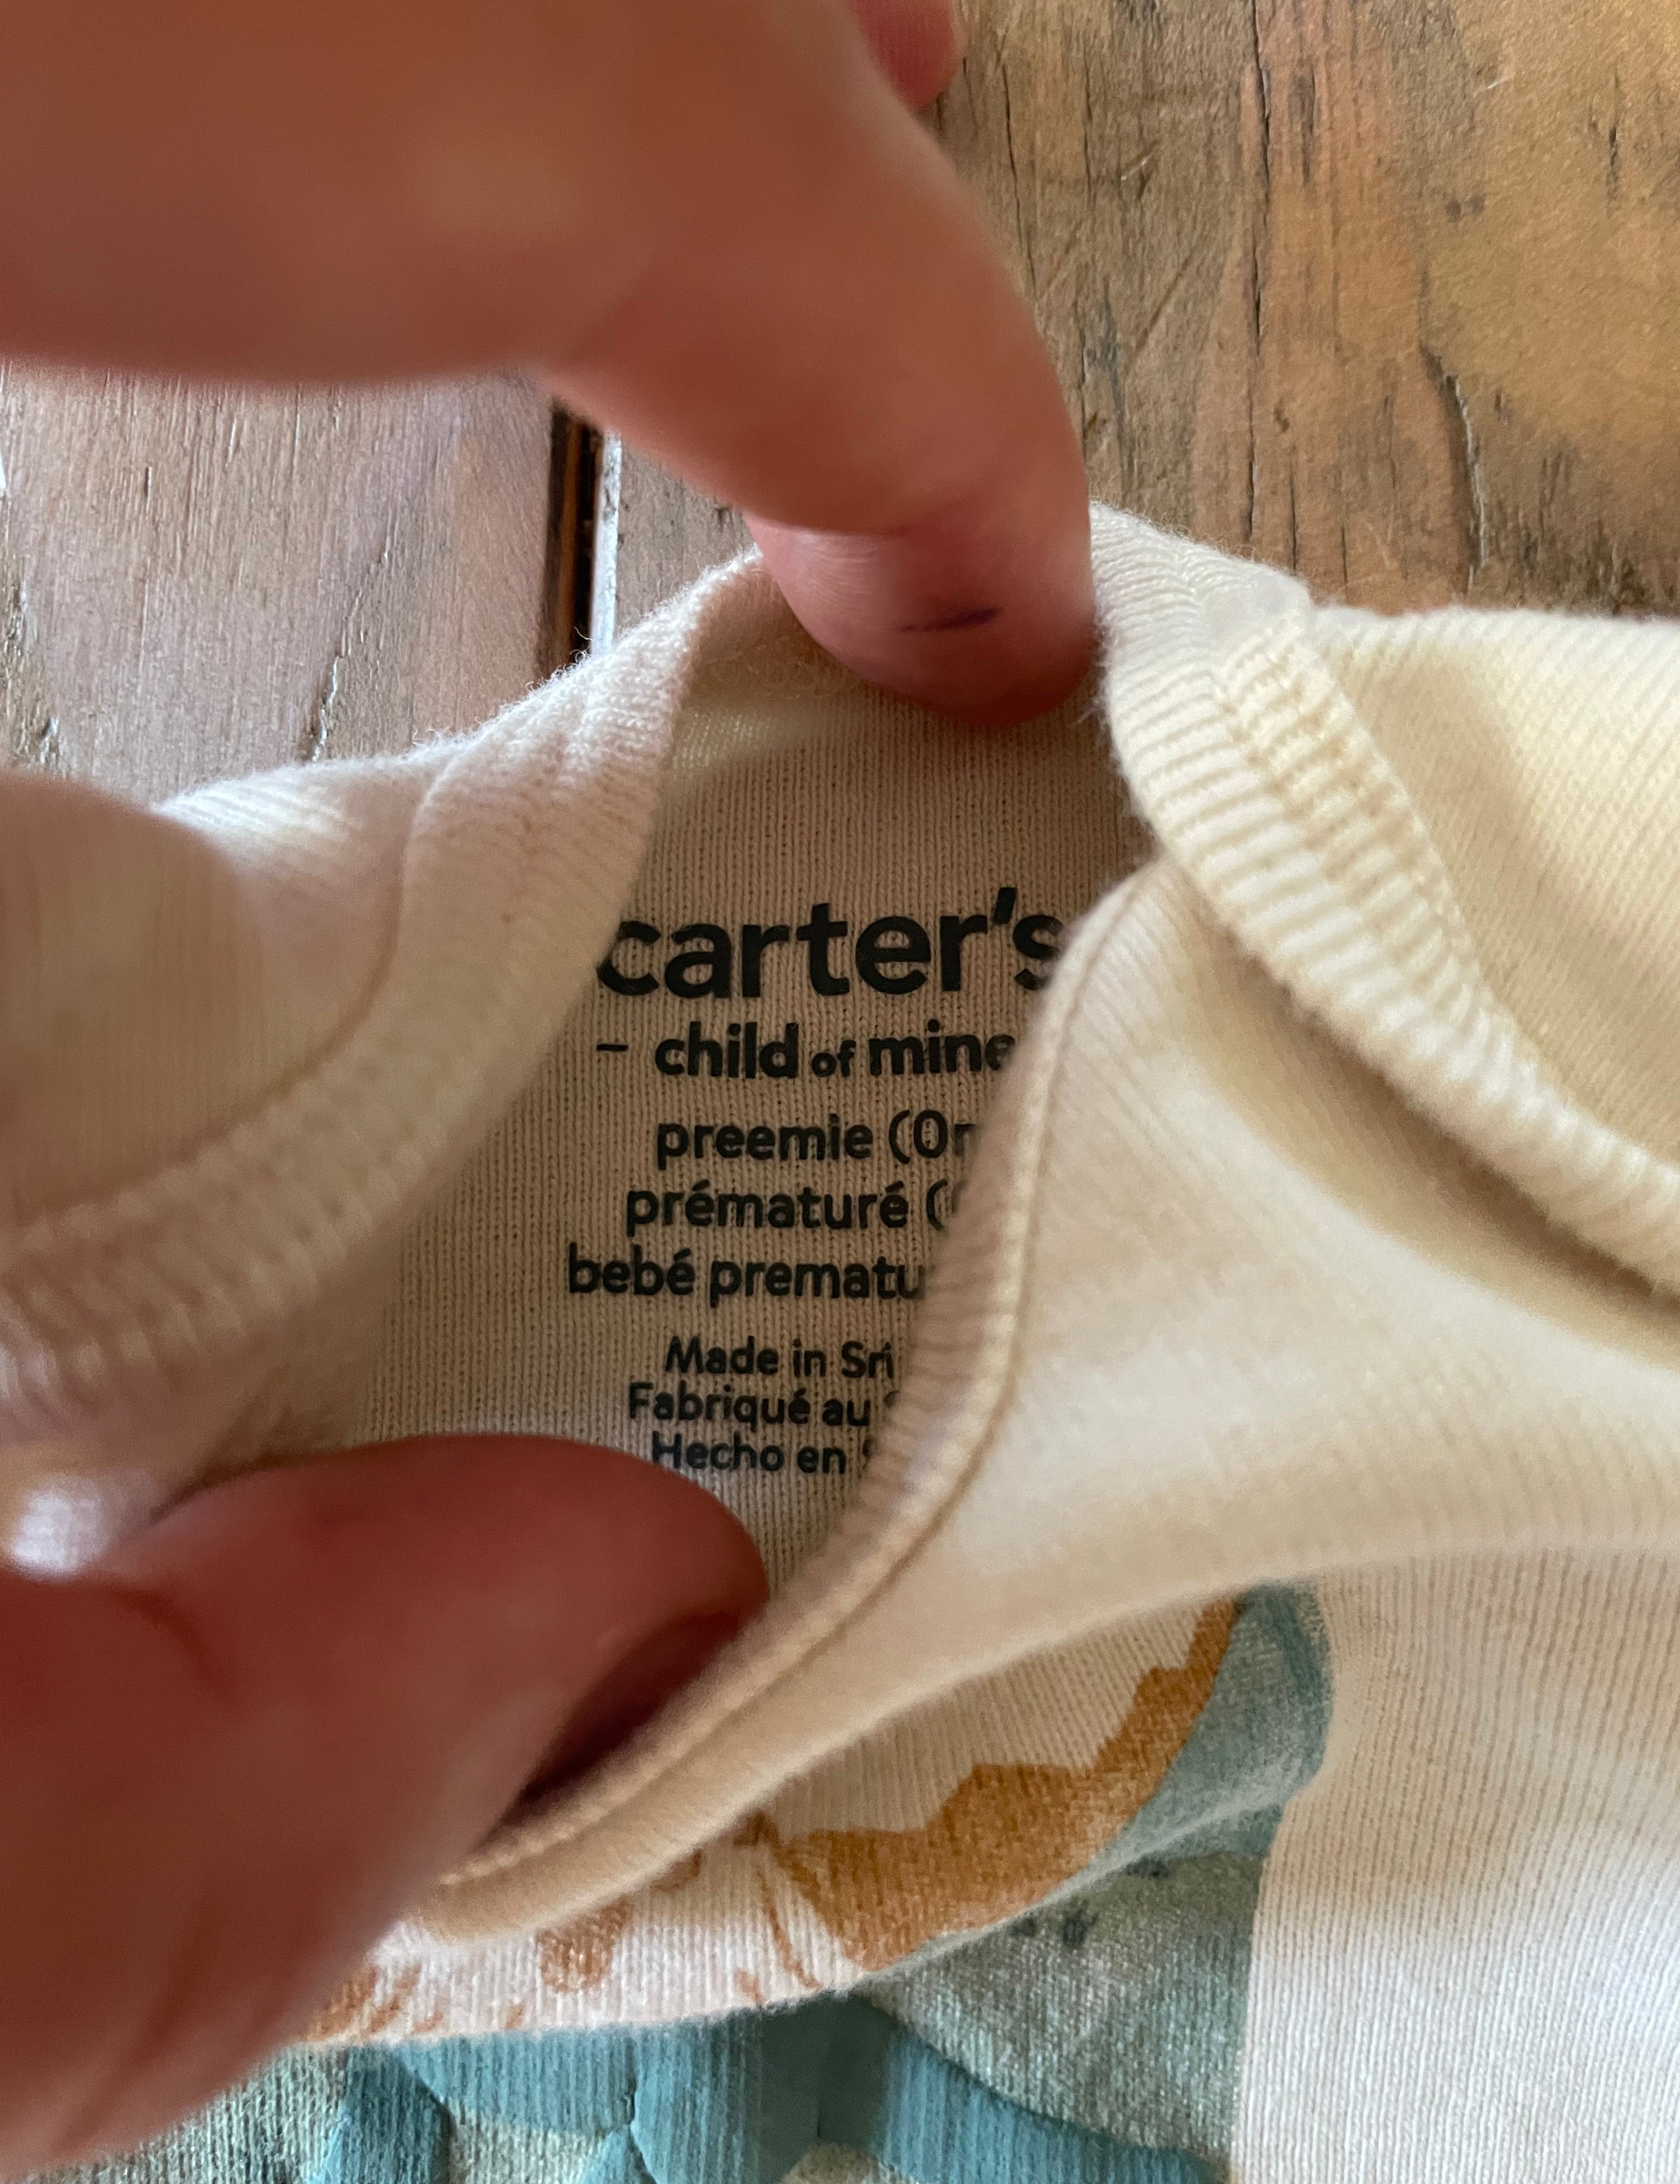 carter's
- child of mine
preemie (0
prématuré (
bebé prematu
Made in Sri
Fabriqué au
Hecho en